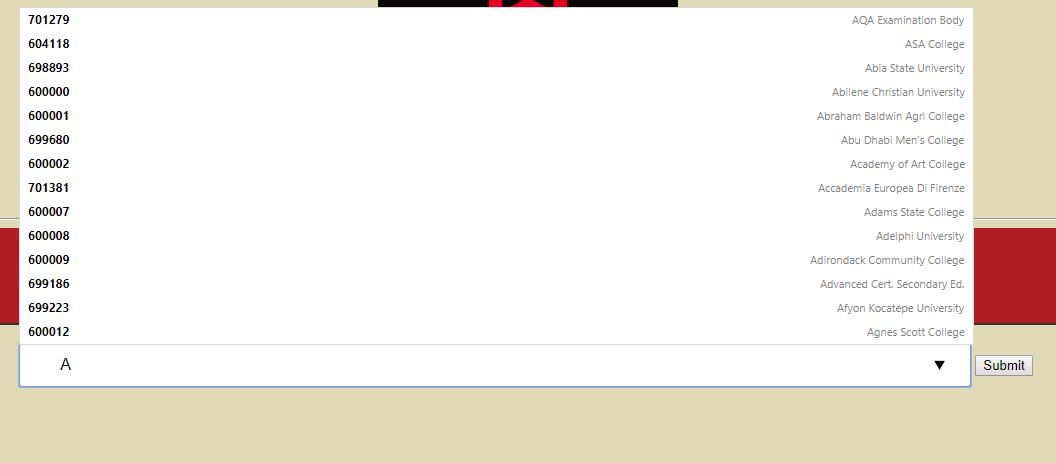 701279 AQA Examination Body
604118 ASA College
698893 Abia State University
600000 Abilene Christian University
600001 Abraham Baldwin Agri College
699680 Abu Dhabi Men's College
600002 Academy of Art College
701381 Accademia Europea Di Firenze
600007 Adams State College
600008 Adelphi University
600009 Adirondack Community College
699186 Advanced Cert. Secondary Ed.
699223 Afyon Kocatepe University
600012 Agnes Scott College
A Submit